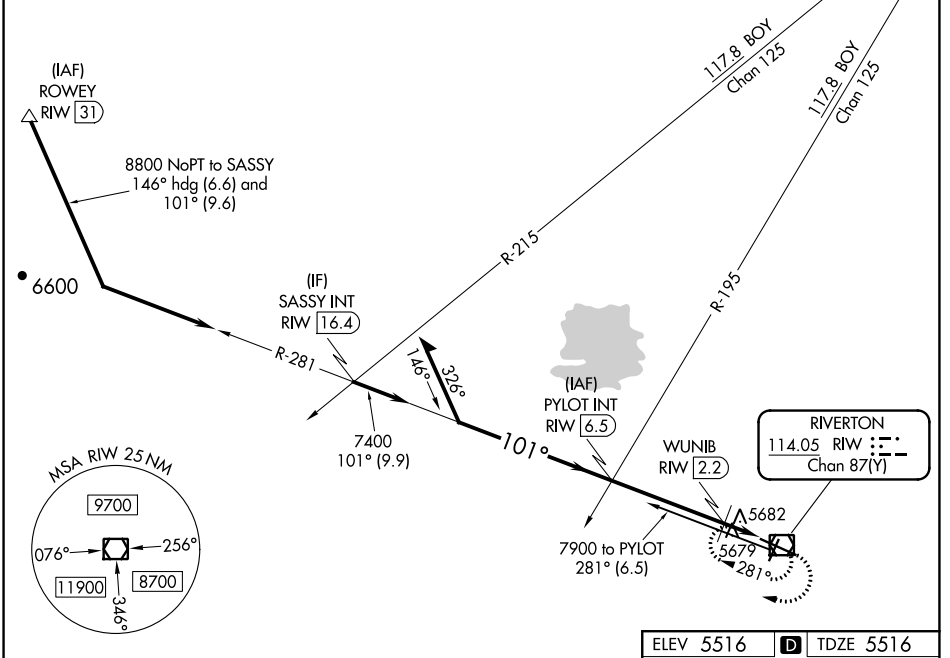 (IAF)
ROWEY
RIW 31
8800 NoPT to SASSY
146° hdg (6.6) and
101° (9.6)
6600
117.8 BOY
Chan 125
117.8 BOY
Chan 125
R-215
R-195
(IF)
SASSY INT
RIW 16.4
R-281
146°
326°
7400
101° (9.9)
101°
(IAF)
PYLOT INT
RIW 6.5
WUNIB
RIW 2.2
RIVERTON
114.05 RIW
Chan 87(Y)
5682
5679
281°
7900 to PYLOT
281° (6.5)
MSA RIW 25 NM
9700
076°
256°
11900
8700
346°
ELEV 5516 D TDZE 5516